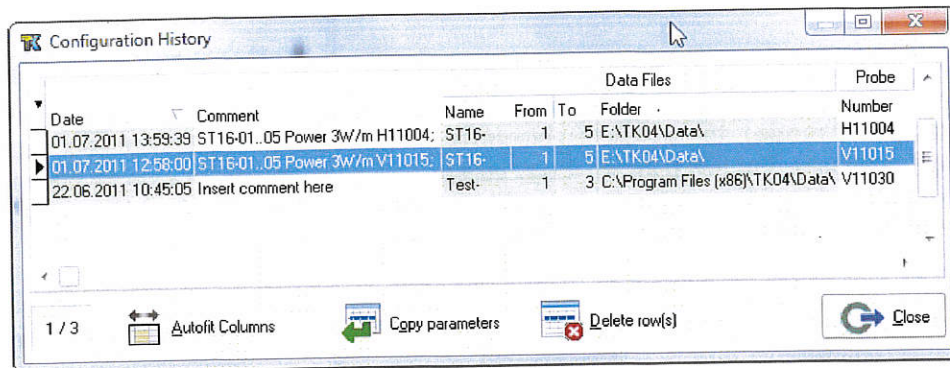 TK Configuration History
Data Files Probe
Date Comment Name From To Folder Number
01.07.2011 13:59:39 ST16-01..05 Power 3W/m H11004; ST16- 1 5 E:\TK04\Data\ H11004
01.07.2011 12:58:00 ST16-01..05 Power 3W/m V11015; ST16- 1 5 E:\TK04\Data\ V11015
22.06.2011 10:45:05 Insert comment here Test- 1 3 C:\Program Files (x86)\TK04\Data\ V11030
1 / 3 Autofit Columns Copy parameters Delete row(s) Close